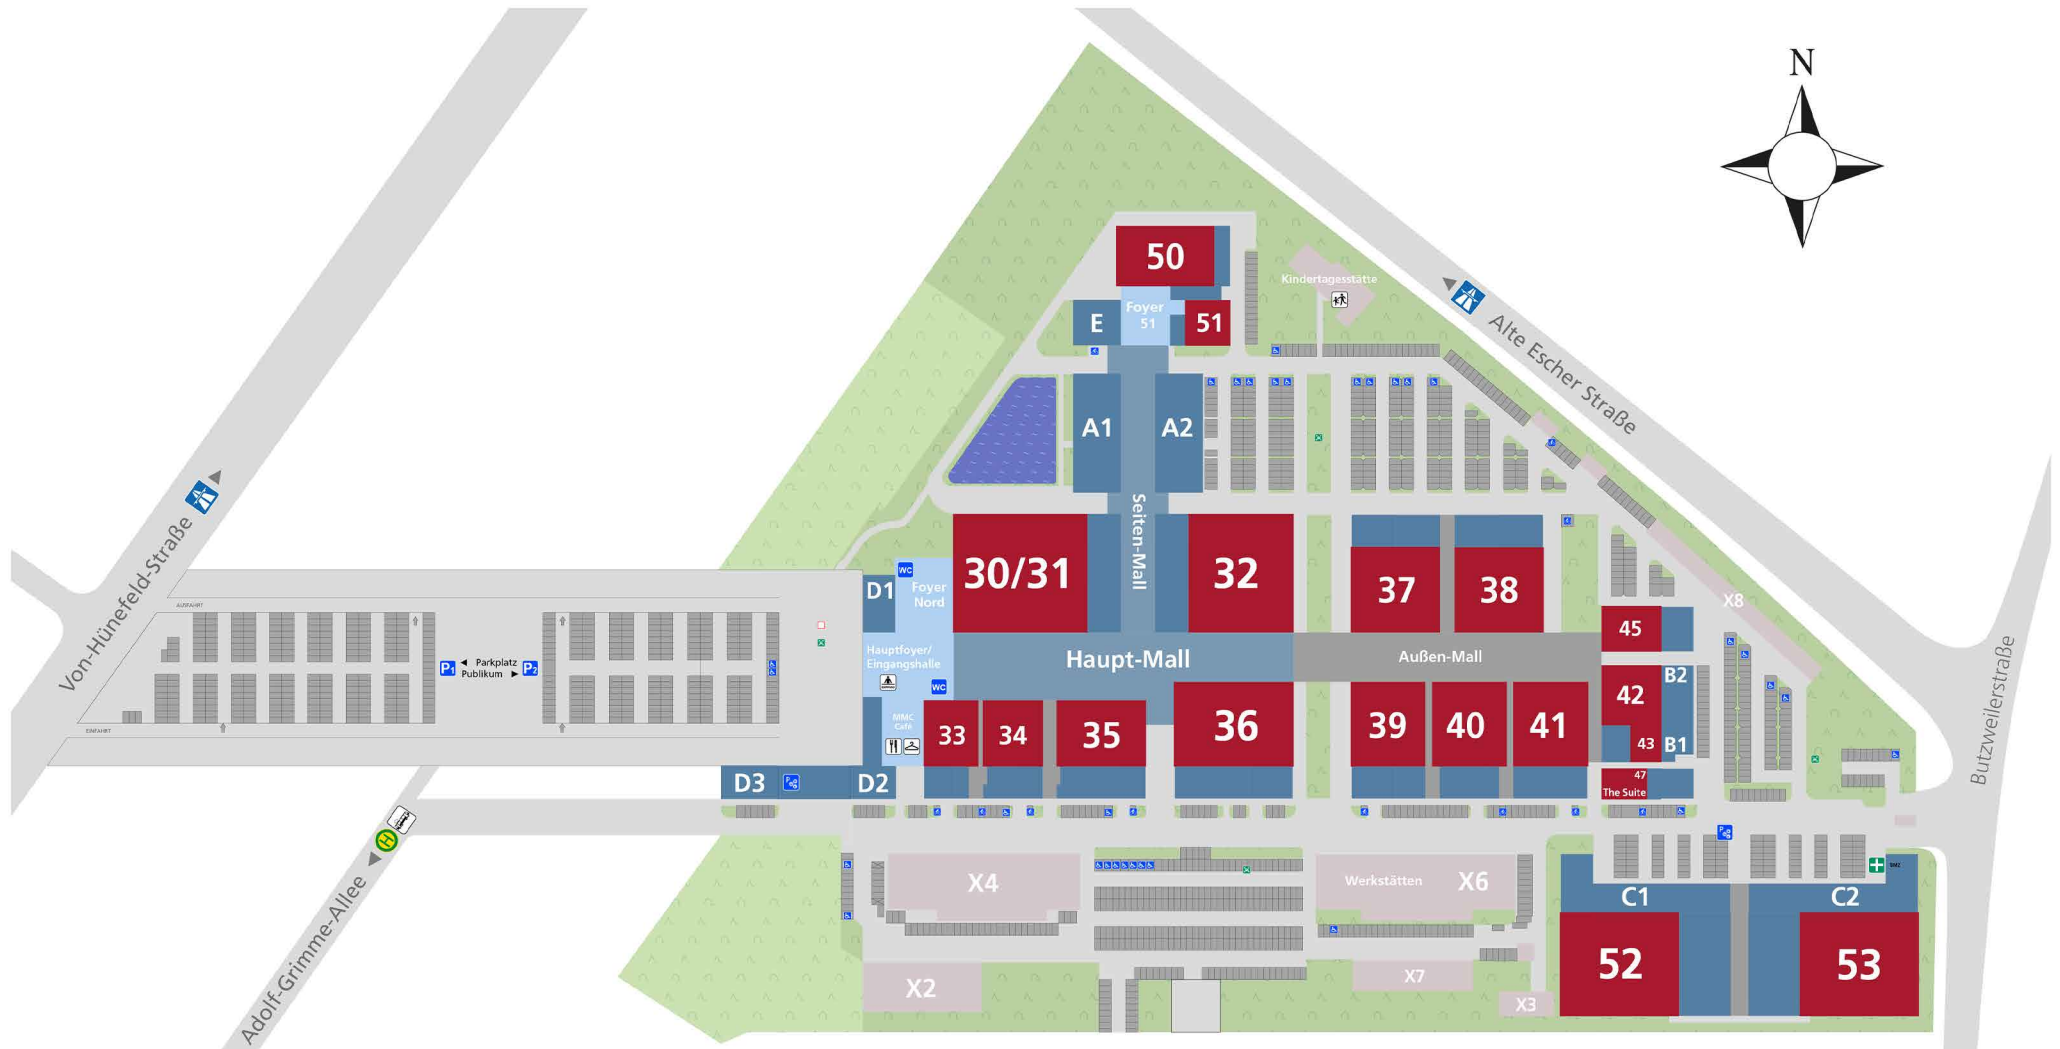 N
50
Kindertagesstätte
Foyer
51
E
51
Alte Escher Straße
A1
A2
Seiten-Mall
Von-Hünefeld-Straße
30/31
32
37
38
WC
D1
Foyer
Nord
X8
AUSFAHRT
45
Hauptfoyer/
Eingangshalle
Haupt-Mall
Außen-Mall
P1
Parkplatz
Publikum
P2
WC
42
B2
Butzweilerstraße
MMC
Café
33
34
35
36
39
40
41
43
B1
EINFAHRT
D3
P
D2
47
The Suite
H
P
X4
Werkstätten
X6
C1
C2
Adolf-Grimme-Allee
52
53
X2
X7
X3